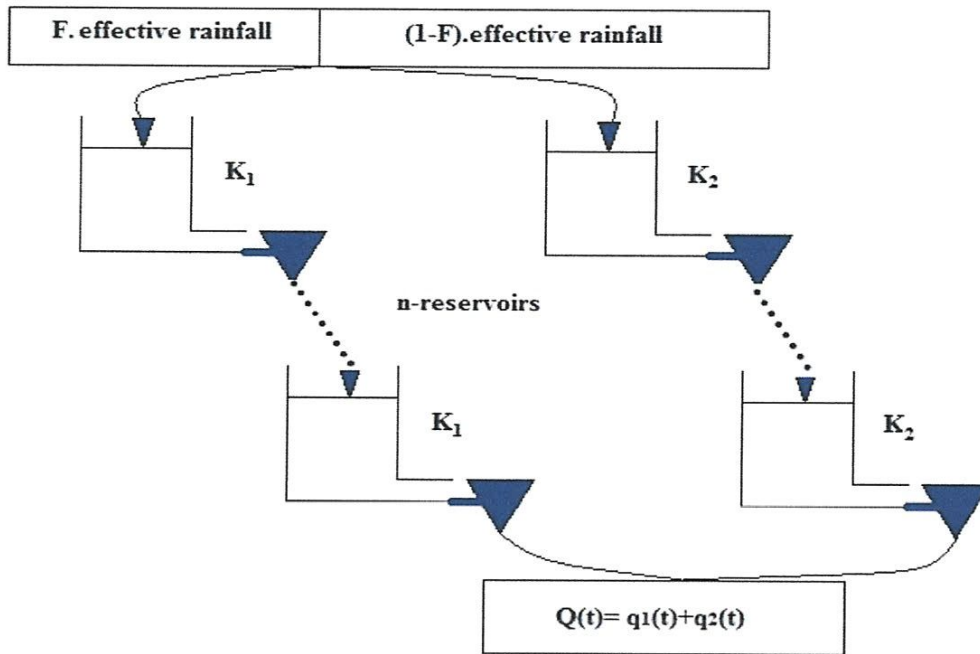 F. effective rainfall
(1-F).effective rainfall
K₁
K₂
n-reservoirs
K₁
K₂
Q(t)= q1(t)+q2(t)